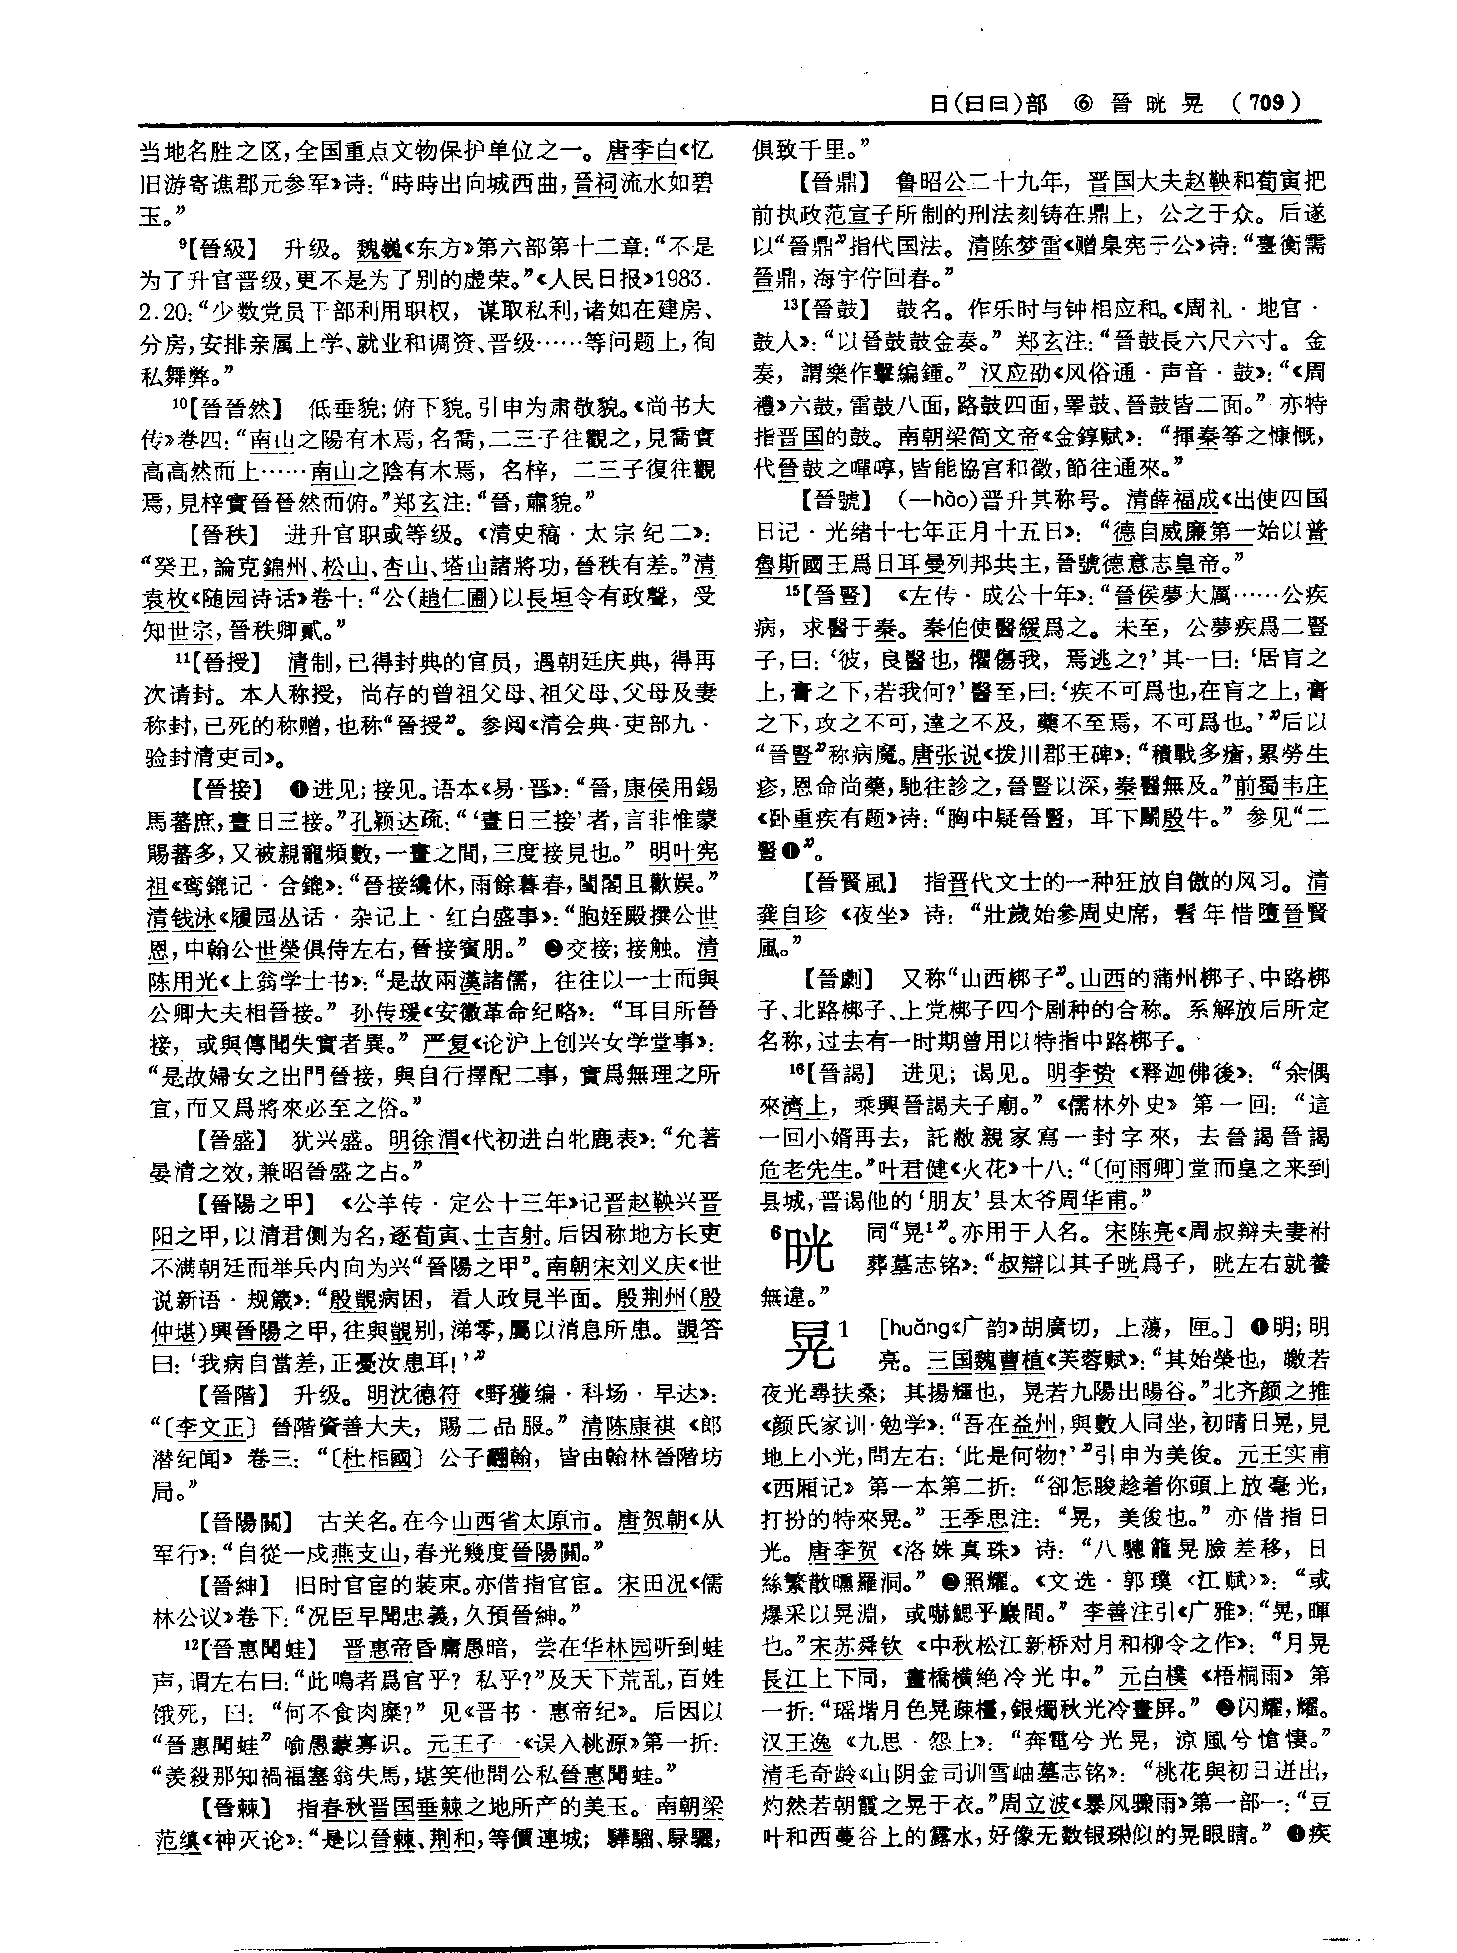 日(日曰)部 ⑥ 晉晄晃 (709)
当地名胜之区,全国重点文物保护单位之一。唐李白《忆
旧游寄谯郡元参军》诗:“時時出向城西曲,晉祠流水如碧
玉。”
⁹【晉級】 升级。魏巍《东方》第六部第十二章:“不是
为了升官晋级,更不是为了别的虚荣。”《人民日报》1983.
2.20:“少数党员干部利用职权,谋取私利,诸如在建房、
分房,安排亲属上学、就业和调资、晋级……等问题上,徇
私舞弊。”
¹⁰【晉晉然】 低垂貌;俯下貌。引申为肃敬貌。《尚书大
传》卷四:“南山之陽有木焉,名喬,二三子往觀之,見喬實
高高然而上……南山之陰有木焉,名梓,二三子復往觀
焉,見梓實晉晉然而俯。”郑玄注:“晉,肅貌。”
【晉秩】 进升官职或等级。《清史稿·太宗纪二》:
“癸丑,論克錦州、松山、杏山、塔山諸將功,晉秩有差。”清
袁枚《随园诗话》卷十:“公(趙仁圃)以長垣令有政聲,受
知世宗,晉秩卿貳。”
¹¹【晉授】 清制,已得封典的官员,遇朝廷庆典,得再
次请封。本人称授,尚存的曾祖父母、祖父母、父母及妻
称封,已死的称赠,也称“晉授”。参阅《清会典·吏部九·
验封清吏司》。
【晉接】 ❶进见;接见。语本《易·晋》:“晉,康侯用錫
馬蕃庶,晝日三接。”孔颖达疏:“‘晝日三接’者,言非惟蒙
賜蕃多,又被親寵頻數,一晝之間,三度接見也。” 明叶宪
祖《鸾鎞记·合鎞》:“晉接纔休,雨餘暮春,閨閣且歡娱。”
清钱泳《履园丛话·杂记上·红白盛事》:“胞姪殿撰公世
恩,中翰公世榮俱侍左右,晉接賓朋。” ❷交接;接触。清
陈用光《上翁学士书》:“是故兩漢諸儒,往往以一士而與
公卿大夫相晉接。” 孙传瑗《安徽革命纪略》:“耳目所晉
接,或與傳聞失實者異。” 严复《论沪上创兴女学堂事》:
“是故婦女之出門晉接,與自行擇配二事,實爲無理之所
宜,而又爲將來必至之俗。”
【晉盛】 犹兴盛。明徐渭《代初进白牝鹿表》:“允著
晏清之效,兼昭晉盛之占。”
【晉陽之甲】 《公羊传·定公十三年》记晋赵鞅兴晋
阳之甲,以清君侧为名,逐荀寅、士吉射。后因称地方长吏
不满朝廷而举兵内向为兴“晉陽之甲”。南朝宋刘义庆《世
说新语·规箴》:“殷覬病困,看人政見半面。殷荆州(殷
仲堪)興晉陽之甲,往與覬别,涕零,屬以消息所患。覬答
曰:‘我病自當差,正憂汝患耳!’”
【晉階】 升级。明沈德符《野獲编·科场·早达》:
“〔李文正〕晉階資善大夫,賜二品服。” 清陈康祺《郎
潜纪闻》卷三:“〔杜相國〕公子翮翰,皆由翰林晉階坊
局。”
【晉陽關】 古关名。在今山西省太原市。唐贺朝《从
军行》:“自從一戍燕支山,春光幾度晉陽關。”
【晉紳】 旧时官宦的装束。亦借指官宦。宋田况《儒
林公议》卷下:“况臣早聞忠義,久預晉紳。”
¹²【晉惠聞蛙】 晋惠帝昏庸愚暗,尝在华林园听到蛙
声,谓左右曰:“此鳴者爲官乎?私乎?”及天下荒乱,百姓
饿死,曰:“何不食肉糜?” 见《晋书·惠帝纪》。后因以
“晉惠聞蛙”喻愚蒙寡识。元王子一《误入桃源》第一折:
“羨殺那知禍福塞翁失馬,堪笑他問公私晉惠聞蛙。”
【晉棘】 指春秋晋国垂棘之地所产的美玉。南朝梁
范缜《神灭论》:“是以晉棘、荆和,等價連城;驊騮、騄驪,
俱致千里。”
【晉鼎】 鲁昭公二十九年,晋国大夫赵鞅和荀寅把
前执政范宣子所制的刑法刻铸在鼎上,公之于众。后遂
以“晉鼎”指代国法。清陈梦雷《赠臬宪于公》诗:“臺衡需
晉鼎,海宇佇回春。”
¹³【晉鼓】 鼓名。作乐时与钟相应和。《周礼·地官·
鼓人》:“以晉鼓鼓金奏。” 郑玄注:“晉鼓長六尺六寸。金
奏,謂樂作擊编鍾。” 汉应劭《风俗通·声音·鼓》:“《周
禮》六鼓,雷鼓八面,路鼓四面,鼛鼓、晉鼓皆二面。” 亦特
指晋国的鼓。南朝梁简文帝《金錞赋》:“揮秦筝之慷慨,
代晉鼓之嘽啍,皆能協宫和徵,節往通來。”
【晉號】 (—hào)晋升其称号。清薛福成《出使四国
日记·光绪十七年正月十五日》:“德自威廉第一始以普
魯斯國王爲日耳曼列邦共主,晉號德意志皇帝。”
¹⁵【晉豎】 《左传·成公十年》:“晉侯夢大厲……公疾
病,求醫于秦。秦伯使醫緩爲之。未至,公夢疾爲二豎
子,曰:‘彼,良醫也,懼傷我,焉逃之?’其一曰:‘居肓之
上,膏之下,若我何?’醫至,曰:‘疾不可爲也,在肓之上,膏
之下,攻之不可,達之不及,藥不至焉,不可爲也。’”后以
“晉豎”称病魔。唐张说《拨川郡王碑》:“積戰多瘡,累勞生
疹,恩命尚藥,馳往診之,晉豎以深,秦醫無及。”前蜀韦庄
《卧重疾有题》诗:“胸中疑晉豎,耳下鬭殷牛。” 参见“二
豎❶”。
【晉賢風】 指晋代文士的一种狂放自傲的风习。清
龚自珍《夜坐》诗:“壯歲始參周史席,髫年惜墮晉賢
風。”
【晉劇】 又称“山西梆子”。山西的蒲州梆子、中路梆
子、北路梆子、上党梆子四个剧种的合称。系解放后所定
名称,过去有一时期曾用以特指中路梆子。
¹⁶【晉謁】 进见;谒见。明李贽《释迦佛後》:“余偶
來濟上,乘興晉謁夫子廟。”《儒林外史》第一回:“這
一回小婿再去,託敝親家寫一封字來,去晉謁晉謁
危老先生。”叶君健《火花》十八:“〔何雨卿〕堂而皇之来到
县城,晋谒他的‘朋友’县太爷周华甫。”
⁶晄 同“晃¹”。亦用于人名。宋陈亮《周叔辩夫妻祔
葬墓志铭》:“叔辯以其子晄爲子,晄左右就養
無違。”
晃¹ [huǎng《广韵》胡廣切,上蕩,匣。] ❶明;明
亮。三国魏曹植《芙蓉赋》:“其始榮也,皦若
夜光尋扶桑;其揚輝也,晃若九陽出暘谷。”北齐颜之推
《颜氏家训·勉学》:“吾在益州,與數人同坐,初晴日晃,見
地上小光,問左右:‘此是何物?’”引申为美俊。元王实甫
《西厢记》第一本第二折:“卻怎睃趁着你頭上放毫光,
打扮的特來晃。” 王季思注:“晃,美俊也。” 亦借指日
光。唐李贺《洛姝真珠》诗:“八驄籠晃臉差移,日
絲繁散曛羅洞。” ❷照耀。《文选·郭璞〈江赋〉》:“或
爆采以晃淵,或嚇鰓乎巖間。” 李善注引《广雅》:“晃,暉
也。”宋苏舜钦《中秋松江新桥对月和柳令之作》:“月晃
長江上下同,畫橋橫絶冷光中。” 元白樸《梧桐雨》第
一折:“瑶堦月色晃疎櫺,銀燭秋光冷畫屏。” ❸闪耀,耀。
汉王逸《九思·怨上》:“奔電兮光晃,涼風兮愴悽。”
清毛奇龄《山阴金司训雪岫墓志铭》:“桃花與初日迸出,
灼然若朝霞之晃于衣。”周立波《暴风骤雨》第一部一:“豆
叶和西蔓谷上的露水,好像无数银珠似的晃眼睛。” ❹疾